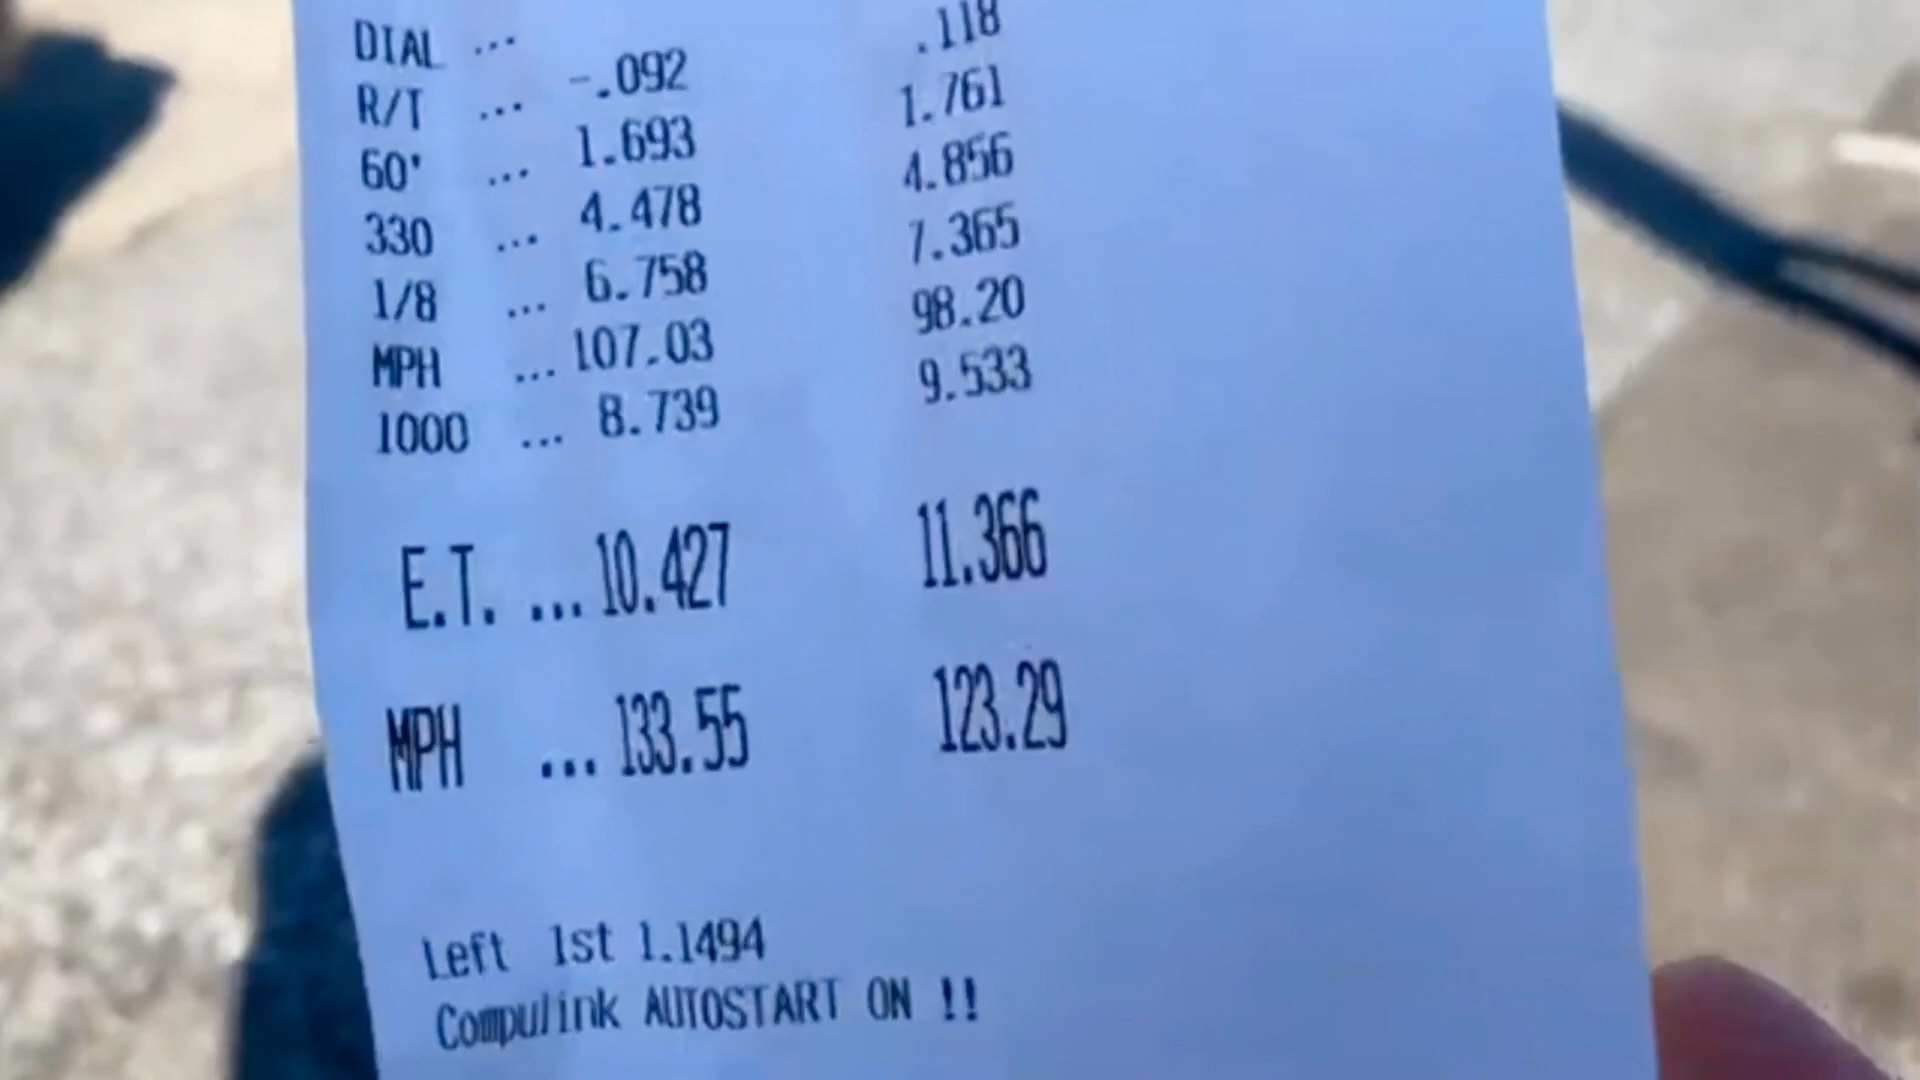 DIAL ...
R/T ... -.092 .118
60' ... 1.693 1.761
330 ... 4.478 4.856
1/8 ... 6.758 7.365
MPH ... 107.03 98.20
1000 ... 8.739 9.533
E.T. ... 10.427 11.366
MPH ... 133.55 123.29
Left 1st 1.1494
Compulink AUTOSTART ON !!